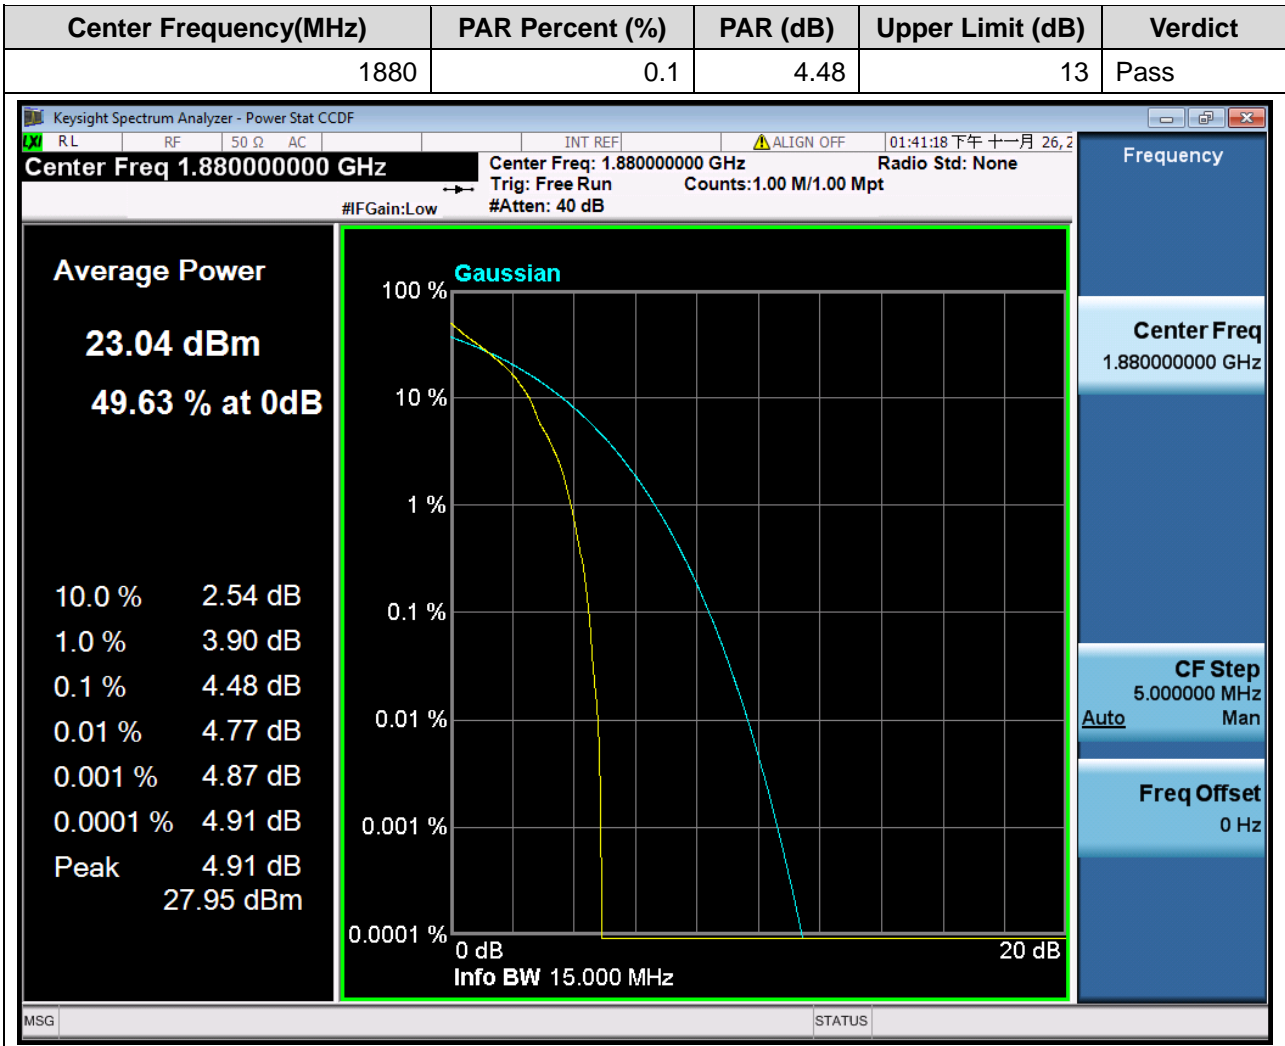 Center Frequency(MHz) PAR Percent (%) PAR (dB) Upper Limit (dB) Verdict
1880 0.1 4.48 13 Pass
Keysight Spectrum Analyzer - Power Stat CCDF
LXI RL RF 50 Ω AC INT REF ALIGN OFF 01:41:18 下午 十一月 26, 2
Center Freq 1.880000000 GHz
#IFGain:Low
Center Freq: 1.880000000 GHz
Trig: Free Run Counts:1.00 M/1.00 Mpt
#Atten: 40 dB
Radio Std: None
Average Power
23.04 dBm
49.63 % at 0dB
10.0 % 2.54 dB
1.0 % 3.90 dB
0.1 % 4.48 dB
0.01 % 4.77 dB
0.001 % 4.87 dB
0.0001 % 4.91 dB
Peak 4.91 dB
27.95 dBm
Gaussian
100 %
10 %
1 %
0.1 %
0.01 %
0.001 %
0.0001 %
0 dB 20 dB
Info BW 15.000 MHz
Frequency
Center Freq
1.880000000 GHz
CF Step
5.000000 MHz
Auto Man
Freq Offset
0 Hz
MSG STATUS